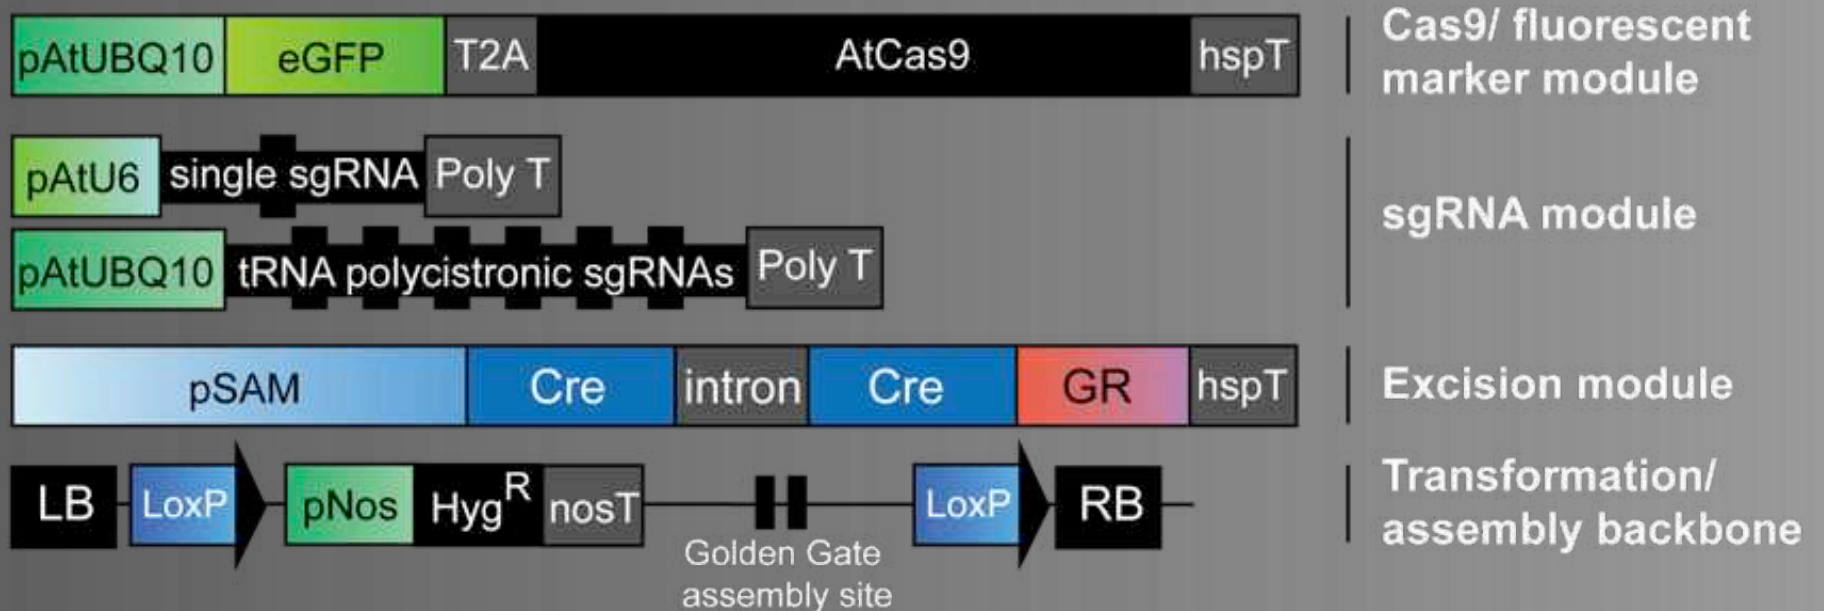 pAtUBQ10 eGFP T2A AtCas9 hspT
Cas9/ fluorescent
marker module
pAtU6 single sgRNA Poly T
sgRNA module
pAtUBQ10 tRNA polycistronic sgRNAs Poly T
pSAM Cre intron Cre GR hspT
Excision module
LB LoxP pNos Hyg^R nosT LoxP RB
Golden Gate
assembly site
Transformation/
assembly backbone